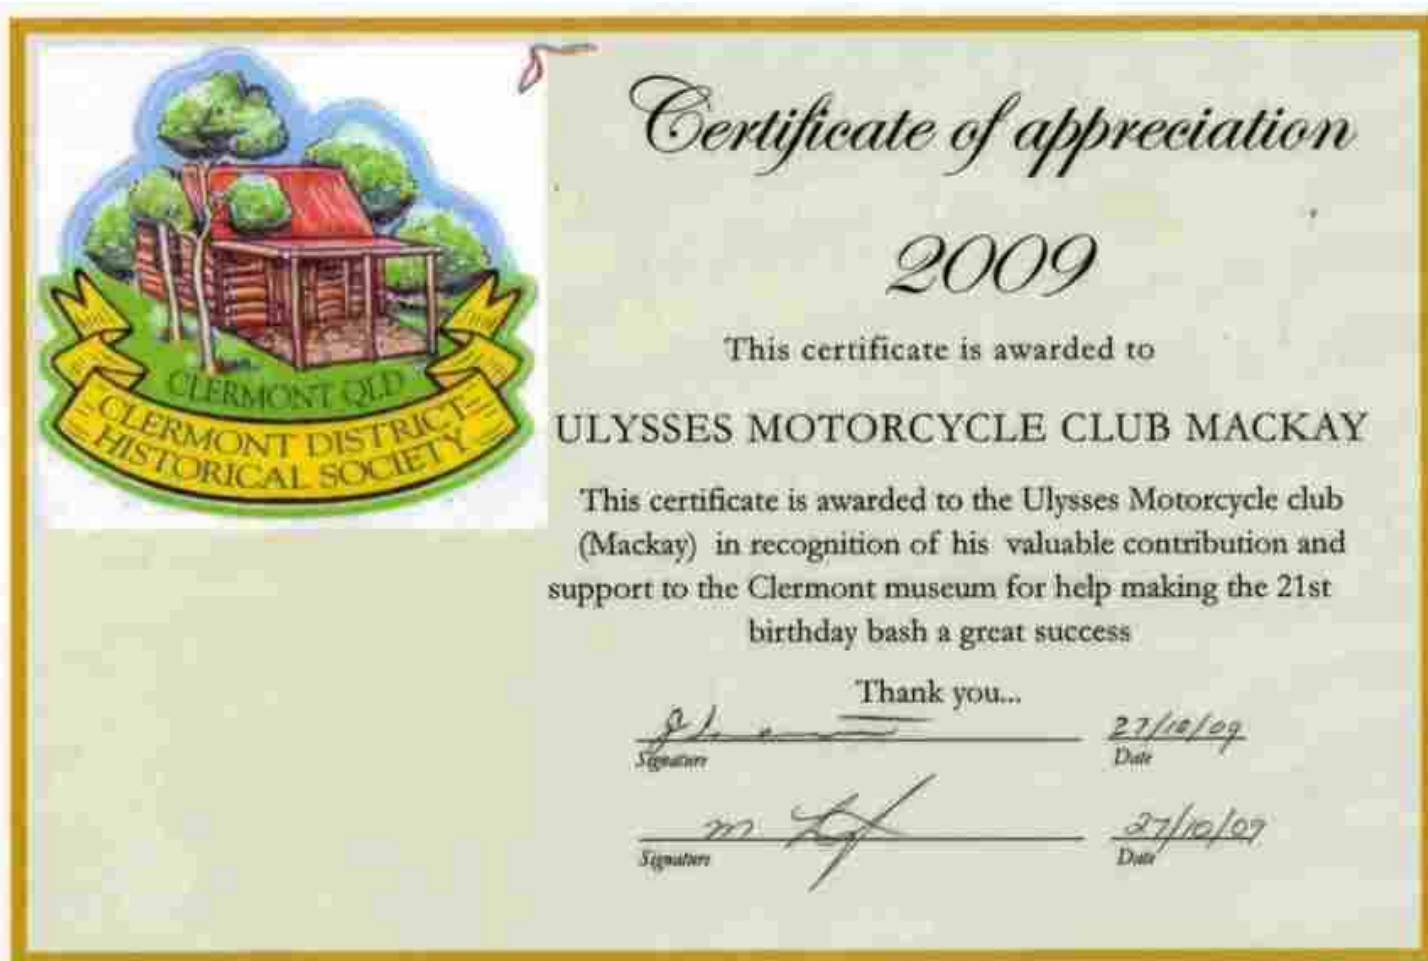 CLERMONT QLD
CLERMONT DISTRICT
HISTORICAL SOCIETY
Certificate of appreciation
2009
This certificate is awarded to
ULYSSES MOTORCYCLE CLUB MACKAY
This certificate is awarded to the Ulysses Motorcycle club
(Mackay) in recognition of his valuable contribution and
support to the Clermont museum for help making the 21st
birthday bash a great success
Thank you...
27/10/09
Signature Date
m
27/10/09
Signature Date